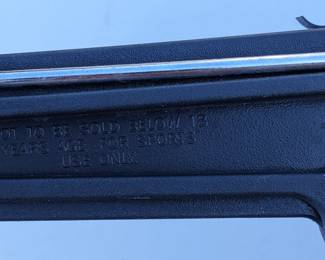 TO BE SOLD BELOW 18
YEARS AGE. FOR SPORTS
USE ONLY.